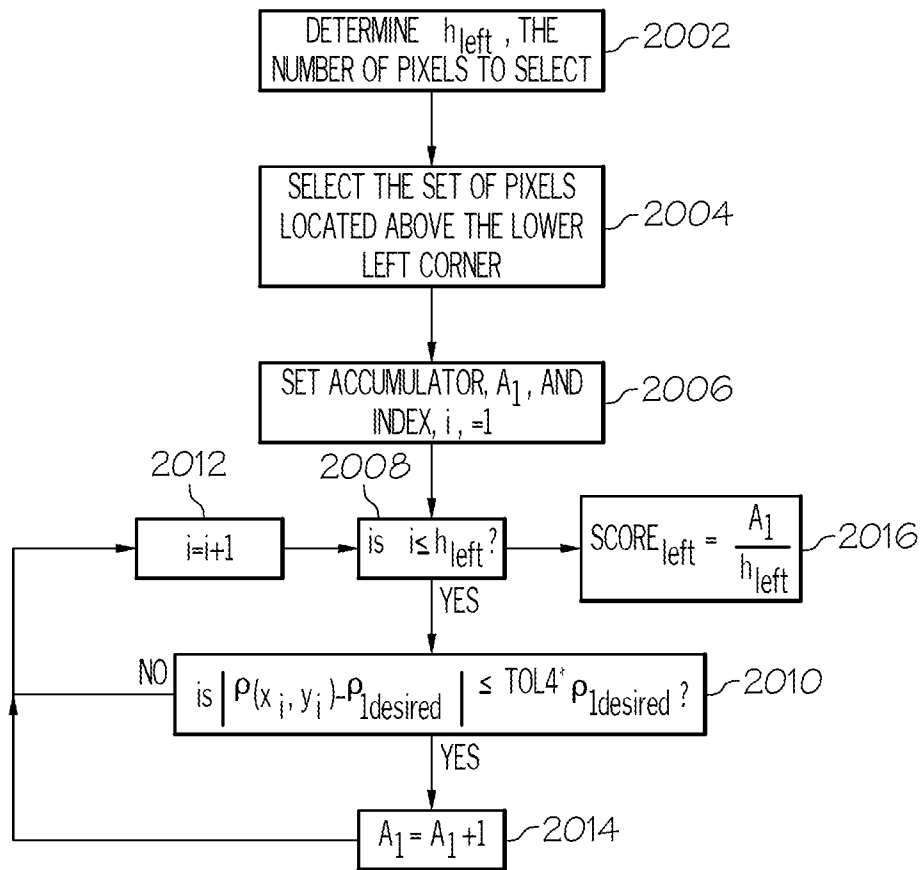 DETERMINE h_left, THE
NUMBER OF PIXELS TO SELECT
2002
SELECT THE SET OF PIXELS
LOCATED ABOVE THE LOWER
LEFT CORNER
2004
SET ACCUMULATOR, A₁, AND
INDEX, i, =1
2006
2012
i=i+1
2008
is i≤h_left?
SCORE_left = A₁/h_left
2016
YES
NO
is |ρ(x_i, y_i)-ρ_1desired| ≤ TOL4* ρ_1desired?
2010
YES
A₁=A₁+1
2014